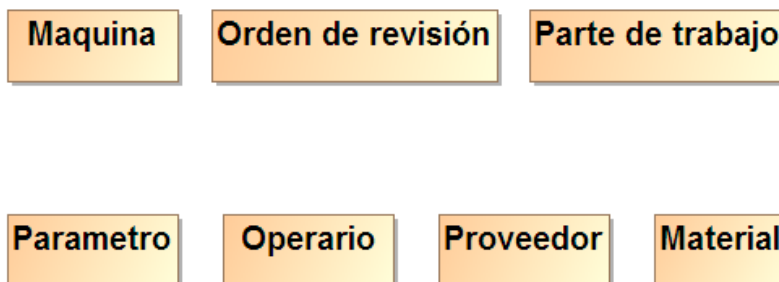 Maquina
Orden de revisión
Parte de trabajo
Parametro
Operario
Proveedor
Material